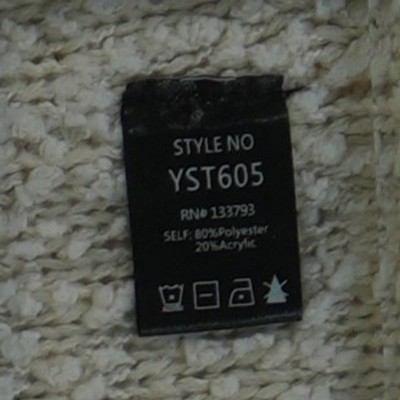 STYLE NO
YST605
RN# 133793
SELF: 80%Polyester
20%Acrylic